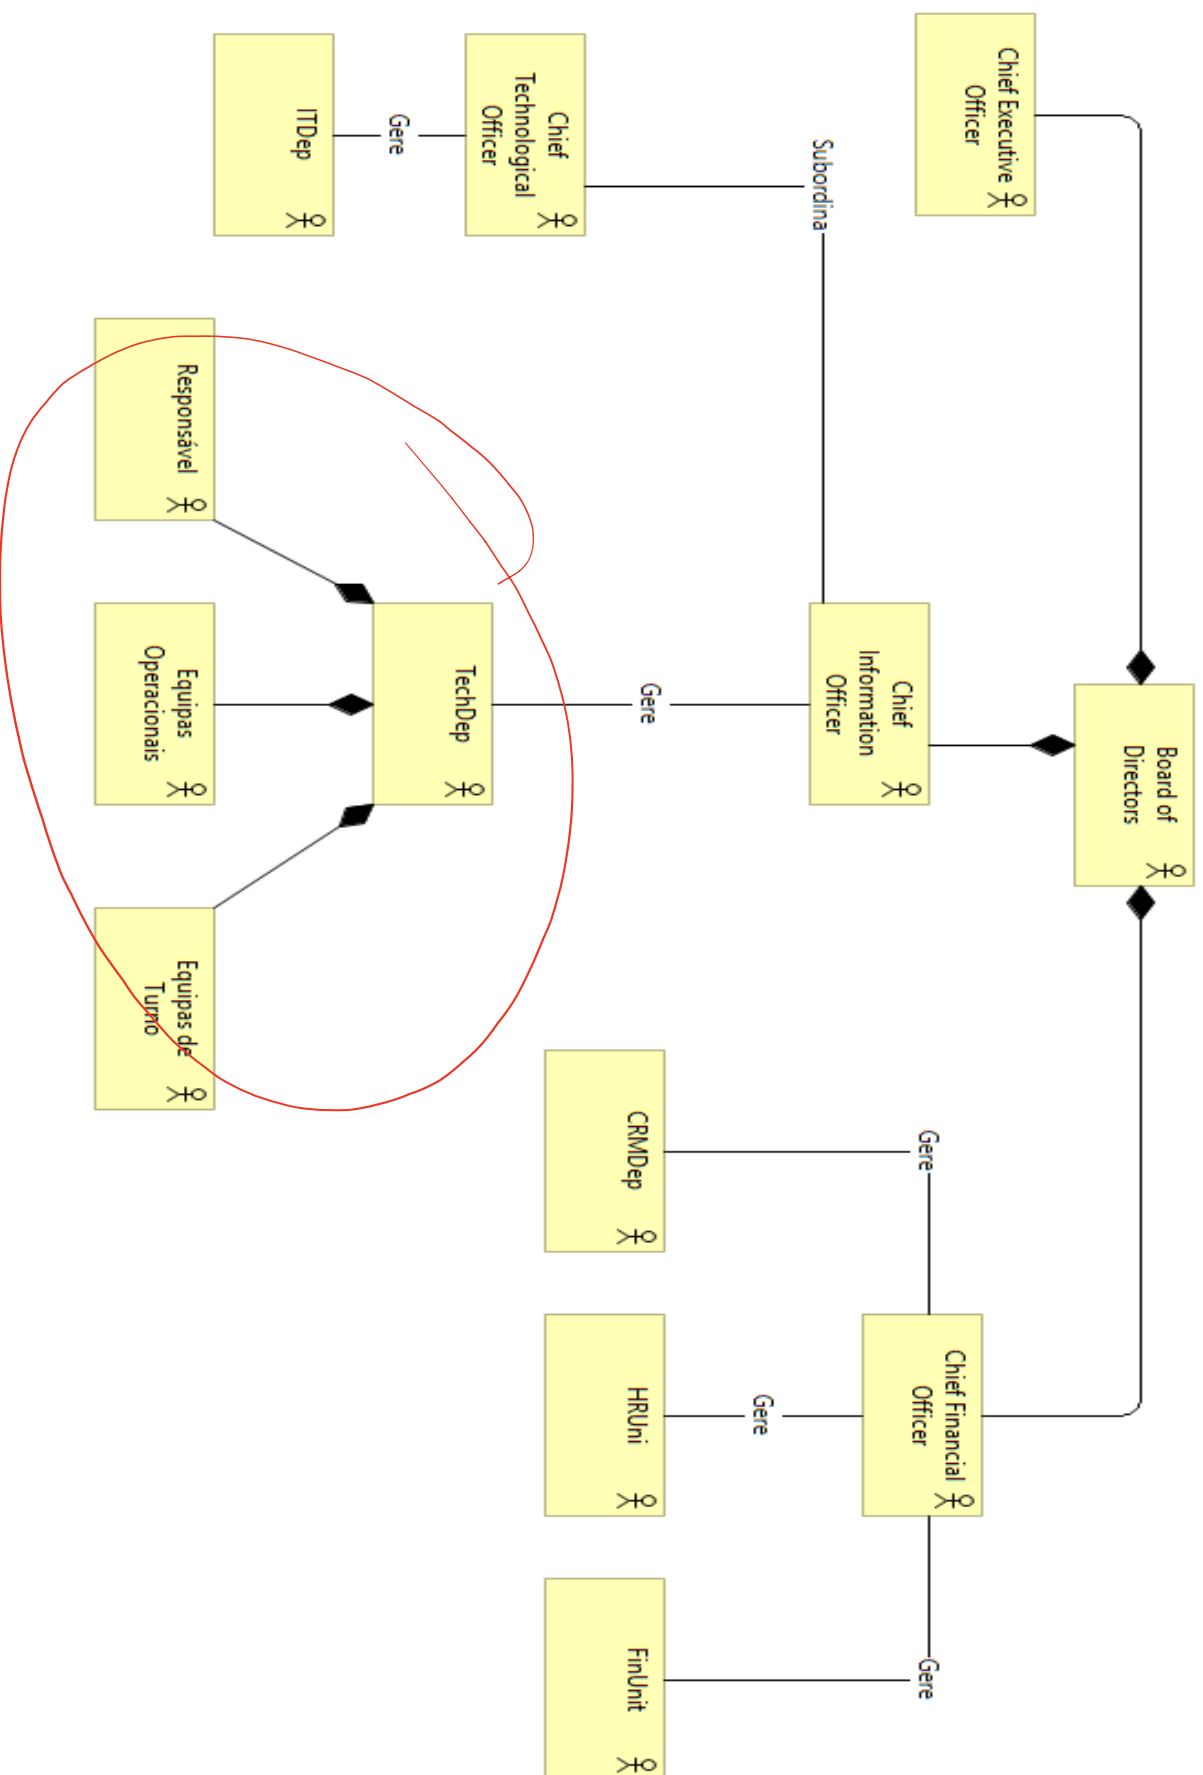 Board of
Directors
Chief Executive
Officer
Chief
Information
Officer
Chief Financial
Officer
Subordina
Gere
Gere
Gere
Gere
Chief
Technological
Officer
Gere
ITDep
TechDep
CRMDep
HRUni
FinUnit
Responsável
Equipas
Operacionais
Equipas de
Turno